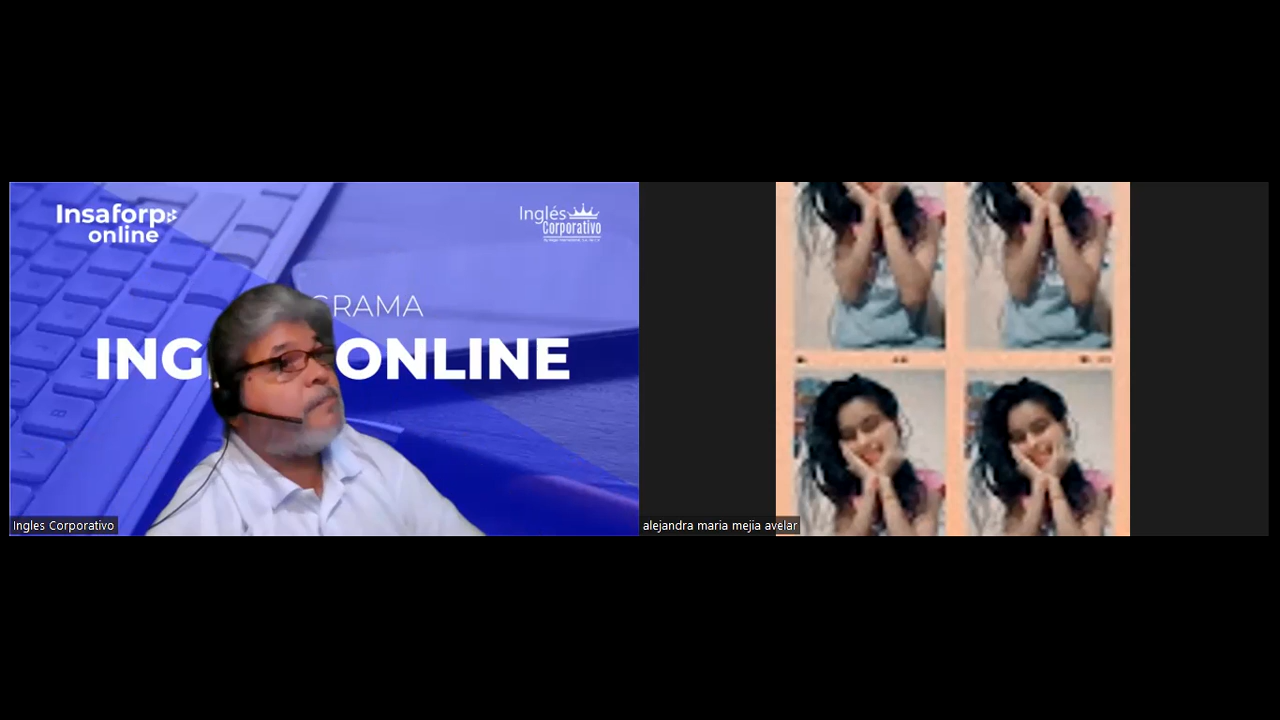 Insaforp
online
Inglés
Corporativo
GRAMA
ING ONLINE
Ingles Corporativo
alejandra maria mejia avelar